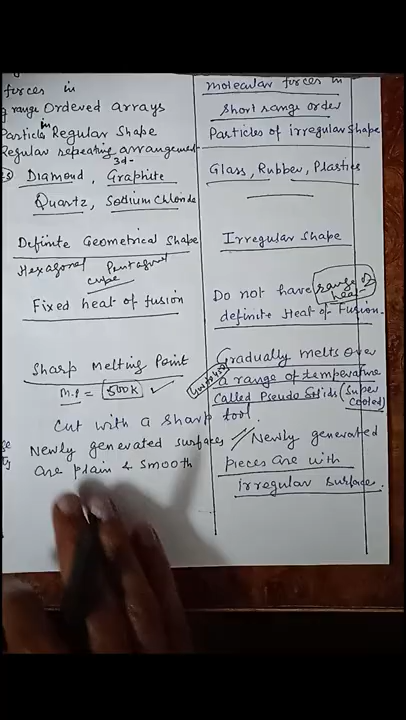 forces in
range Ordered arrays
Particles in Regular Shape
Regular repeating arrangement
3d-
Diamond, Graphite
Quartz, Sodium Chloride
Definite Geometrical Shape
Hexagonal Pentagonal
cube
Fixed heat of fusion
Sharp Melting Point
M.P = 500K ✓
Cut with a sharp tool
Newly generated surfaces
are plain & smooth
molecular forces in
short range order
Particles of irregular shape
Glass, Rubber, Plastics
Irregular Shape
Do not have range of
heat
definite Heat of Fusion.
Gradually melts over
a range of temperature
Called Pseudo Solids (Super
Cooled)
// Newly generated
pieces are with
irregular surface.